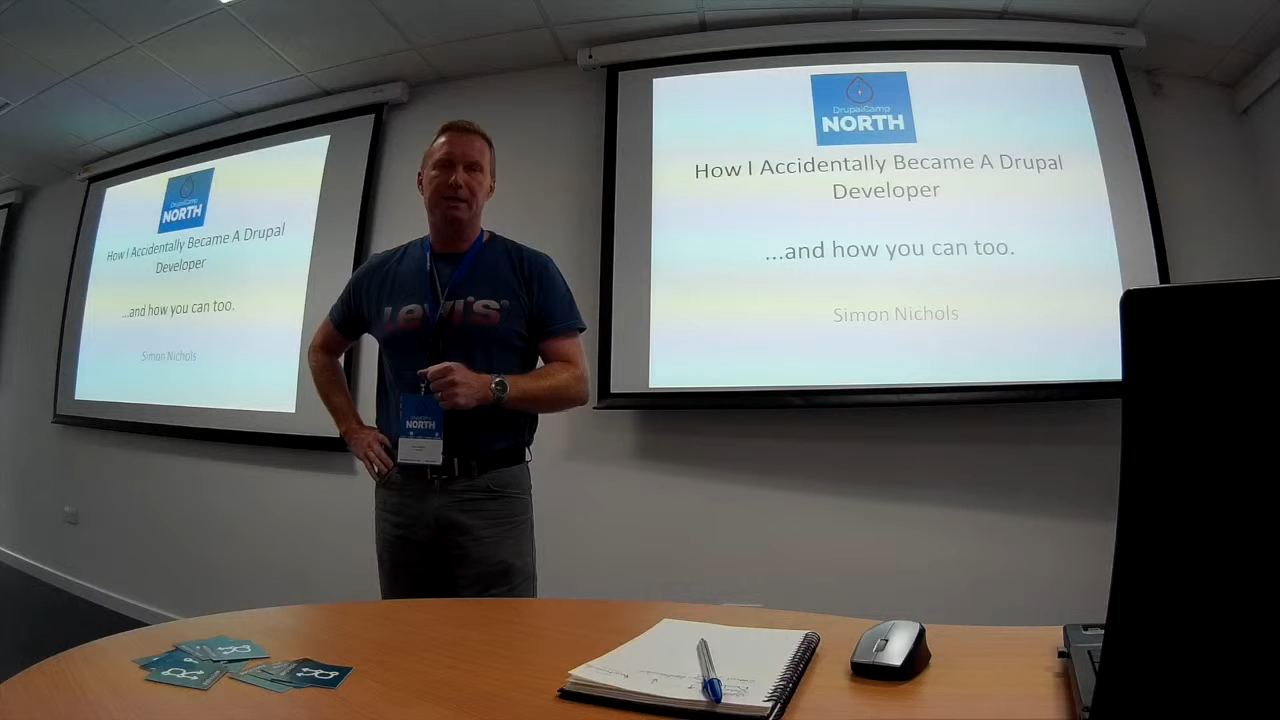 DrupalCamp
NORTH
How I Accidentally Became A Drupal
Developer
...and how you can too.
Simon Nichols
LEVI'S
NORTH
DrupalCamp
NORTH
How I Accidentally Became A Drupal
Developer
...and how you can too.
Simon Nichols